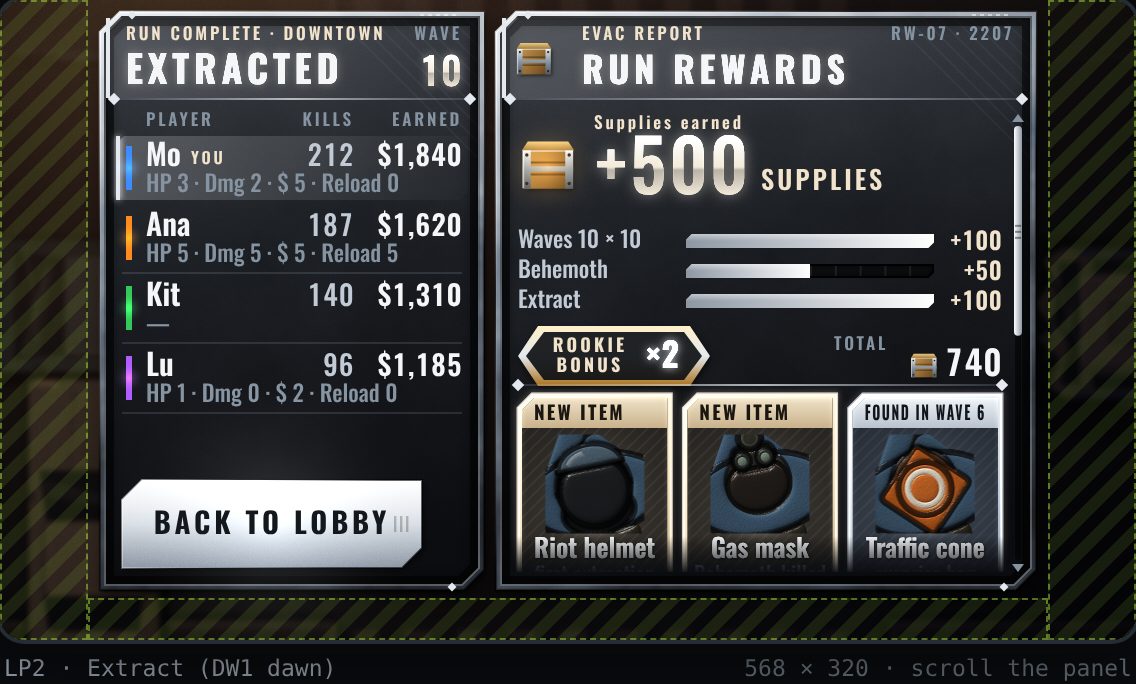 RUN COMPLETE · DOWNTOWN WAVE
EXTRACTED 10
PLAYER KILLS EARNED
Mo YOU 212 $1,840
HP 3 · Dmg 2 · $ 5 · Reload 0
Ana 187 $1,620
HP 5 · Dmg 5 · $ 5 · Reload 5
Kit 140 $1,310
—
Lu 96 $1,185
HP 1 · Dmg 0 · $ 2 · Reload 0
BACK TO LOBBY
EVAC REPORT RW-07 · 2207
RUN REWARDS
Supplies earned
+500 SUPPLIES
Waves 10 × 10 +100
Behemoth +50
Extract +100
ROOKIE BONUS ×2
TOTAL
740
NEW ITEM
Riot helmet
NEW ITEM
Gas mask
FOUND IN WAVE 6
Traffic cone
LP2 · Extract (DW1 dawn) 568 × 320 · scroll the panel